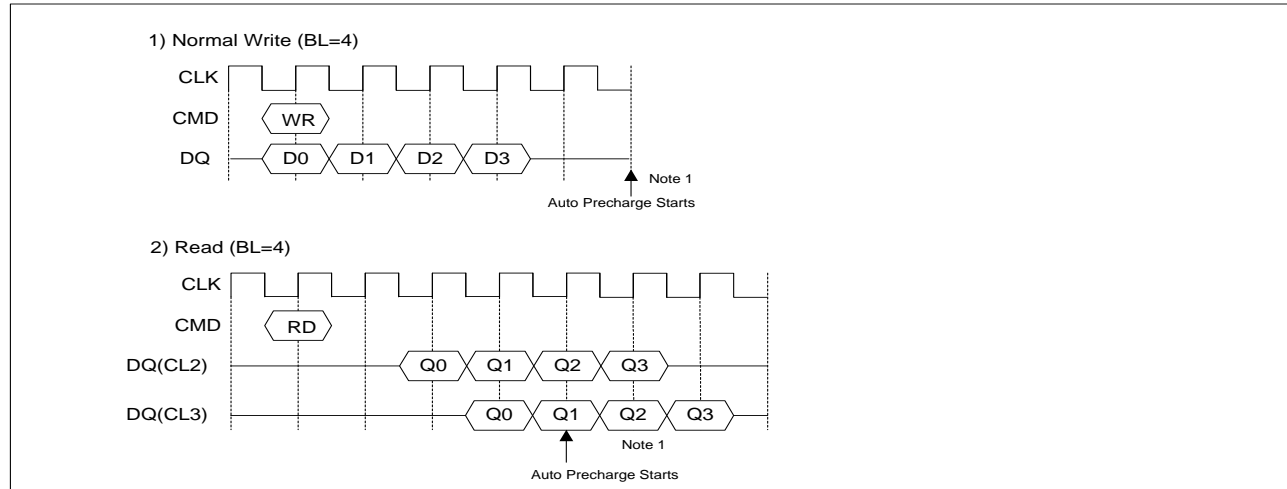 1) Normal Write (BL=4)
CLK
CMD WR
DQ D0 D1 D2 D3
Note 1
Auto Precharge Starts
2) Read (BL=4)
CLK
CMD RD
DQ(CL2) Q0 Q1 Q2 Q3
DQ(CL3) Q0 Q1 Q2 Q3
Note 1
Auto Precharge Starts